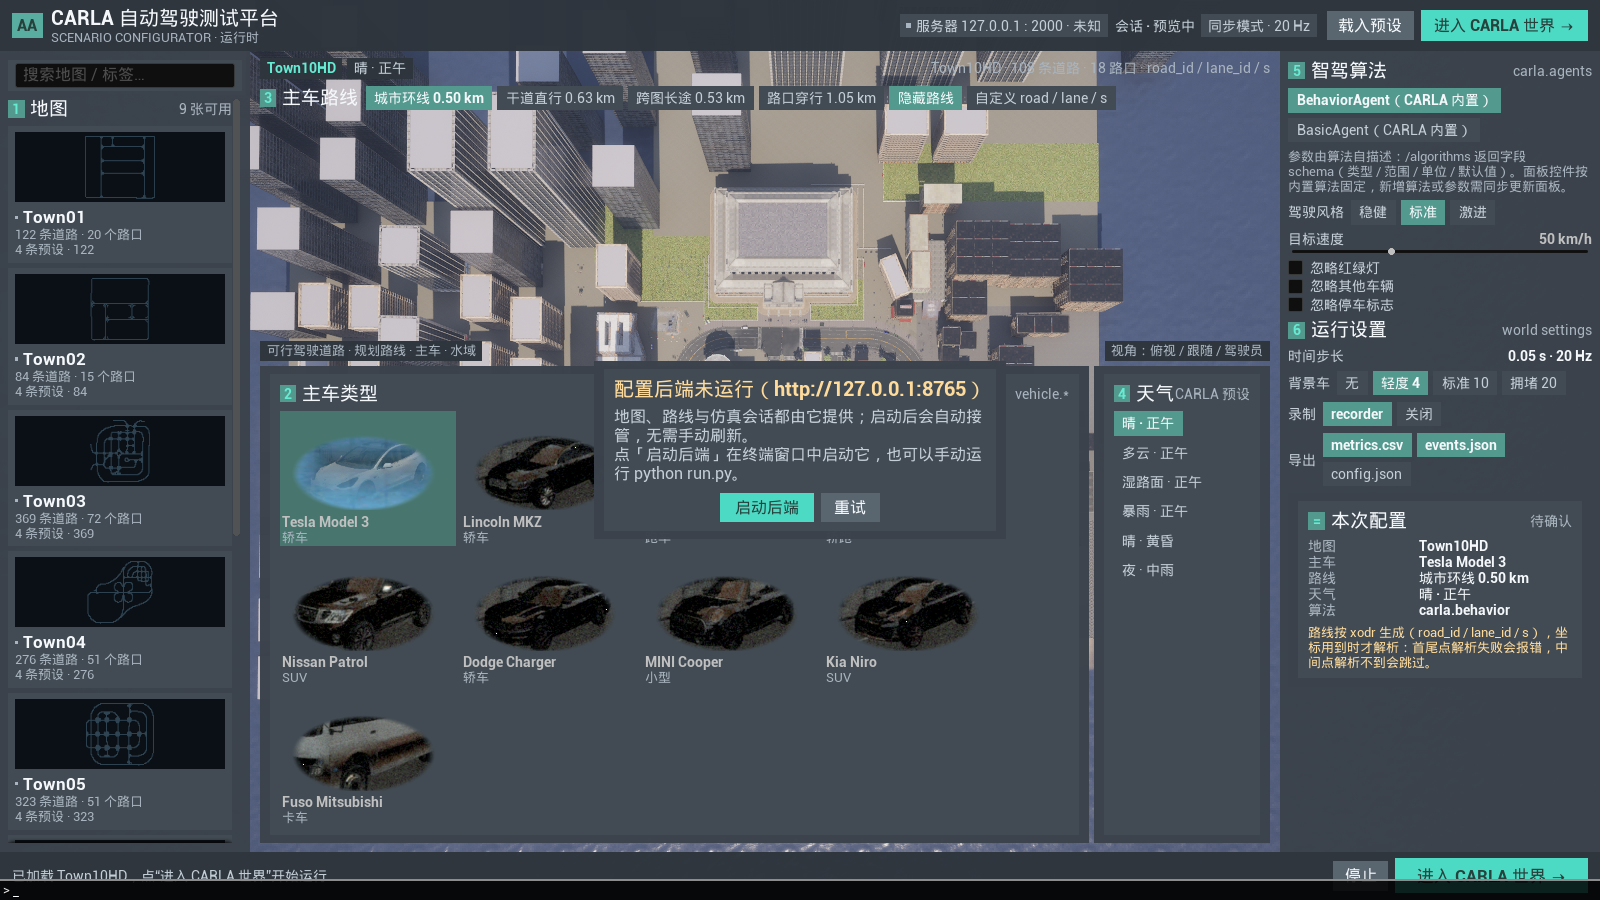 AA
CARLA 自动驾驶测试平台
SCENARIO CONFIGURATOR · 运行时
服务器 127.0.0.1 : 2000 · 未知
会话 · 预览中
同步模式 · 20 Hz
载入预设
进入 CARLA 世界 →
搜索地图 / 标签...
1 地图
9 张可用
Town01
122 条道路 · 20 个路口
4 条预设 · 122
Town02
84 条道路 · 15 个路口
4 条预设 · 84
Town03
369 条道路 · 72 个路口
4 条预设 · 369
Town04
276 条道路 · 51 个路口
4 条预设 · 276
Town05
323 条道路 · 51 个路口
4 条预设 · 323
Town10HD
晴 · 正午
Town10HD · 109 条道路 · 18 路口 · road_id / lane_id / s
3 主车路线
城市环线 0.50 km
干道直行 0.63 km
跨图长途 0.53 km
路口穿行 1.05 km
隐藏路线
自定义 road / lane / s
可行驾驶道路 · 规划路线 · 主车 · 水域
视角 : 俯视 / 跟随 / 驾驶员
2 主车类型
vehicle.*
Tesla Model 3
轿车
Lincoln MKZ
轿车
Nissan Patrol
SUV
Dodge Charger
轿车
MINI Cooper
小型
Kia Niro
SUV
Fuso Mitsubishi
卡车
配置后端未运行（http://127.0.0.1:8765）
地图、路线与仿真会话都由它提供；启动后会自动接
管，无需手动刷新。
点「启动后端」在终端窗口中启动它，也可以手动运
行 python run.py。
启动后端
重试
4 天气
CARLA 预设
晴 · 正午
多云 · 正午
湿路面 · 正午
暴雨 · 正午
晴 · 黄昏
夜 · 中雨
5 智驾算法
carla.agents
BehaviorAgent（CARLA 内置）
BasicAgent（CARLA 内置）
参数由算法自描述：/algorithms 返回字段
schema（类型 / 范围 / 单位 / 默认值）。面板控件按
内置算法固定，新增算法或参数需同步更新面板。
驾驶风格
稳健
标准
激进
目标速度
50 km/h
忽略红绿灯
忽略其他车辆
忽略停车标志
6 运行设置
world settings
时间步长
0.05 s · 20 Hz
背景车
无
轻度 4
标准 10
拥堵 20
录制
recorder
关闭
导出
metrics.csv
events.json
config.json
= 本次配置
待确认
地图 Town10HD
主车 Tesla Model 3
路线 城市环线 0.50 km
天气 晴 · 正午
算法 carla.behavior
路线按 xodr 生成（road_id / lane_id / s），坐
标用到时才解析：首尾点解析失败会报错，中
间点解析不到会跳过。
已加载 Town10HD，点“进入 CARLA 世界”开始运行
停止
进入 CARLA 世界 →
>_